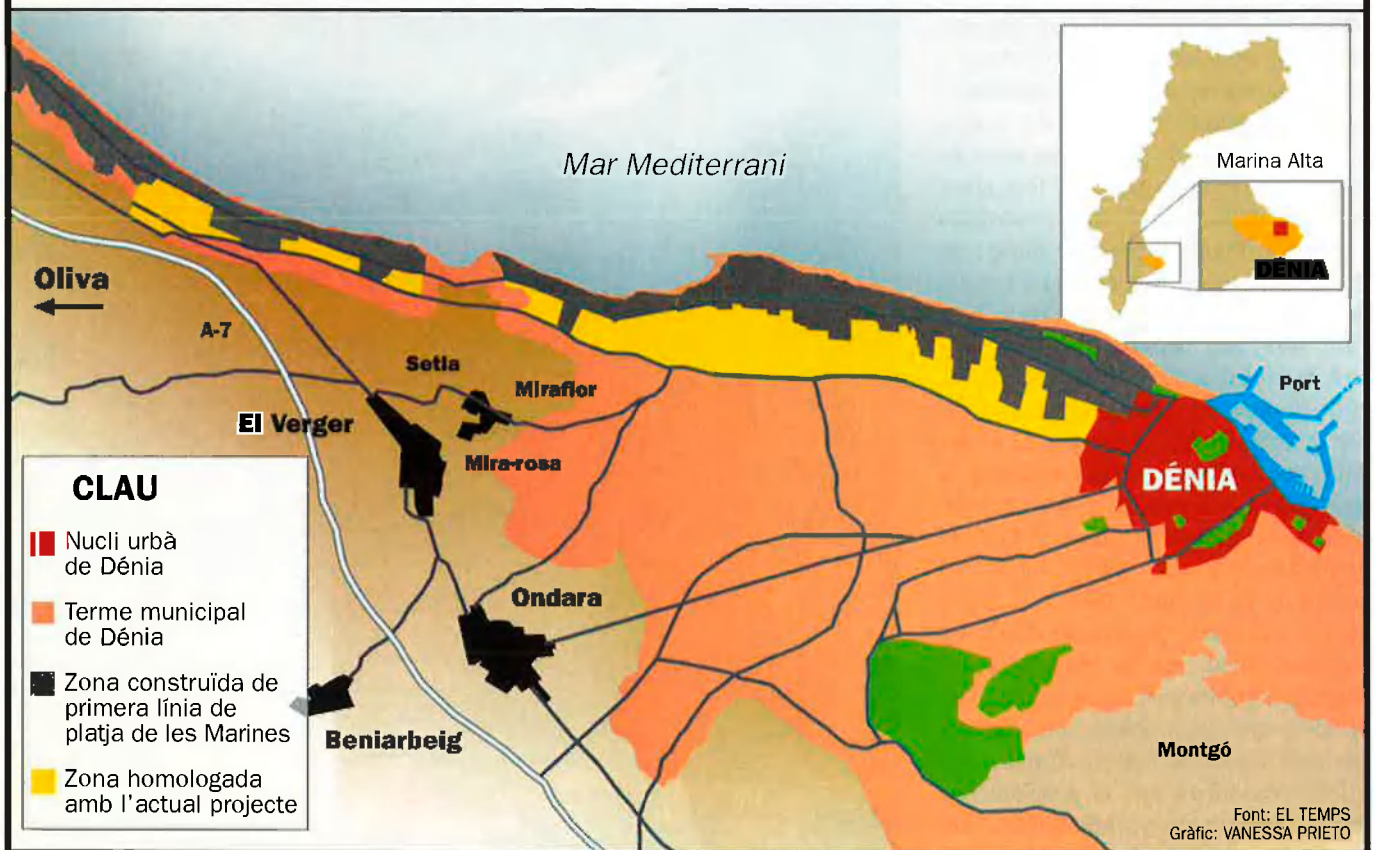 Mar Mediterrani
Marina Alta
DÉNIA
Oliva
A-7
Setla
Miraflor
El Verger
Mira-rosa
Port
DÉNIA
Ondara
Beniarbeig
Montgó
CLAU
Nucli urbà
de Dénia
Terme municipal
de Dénia
Zona construïda de
primera línia de
platja de les Marines
Zona homologada
amb l'actual projecte
Font: EL TEMPS
Gràfic: VANESSA PRIETO